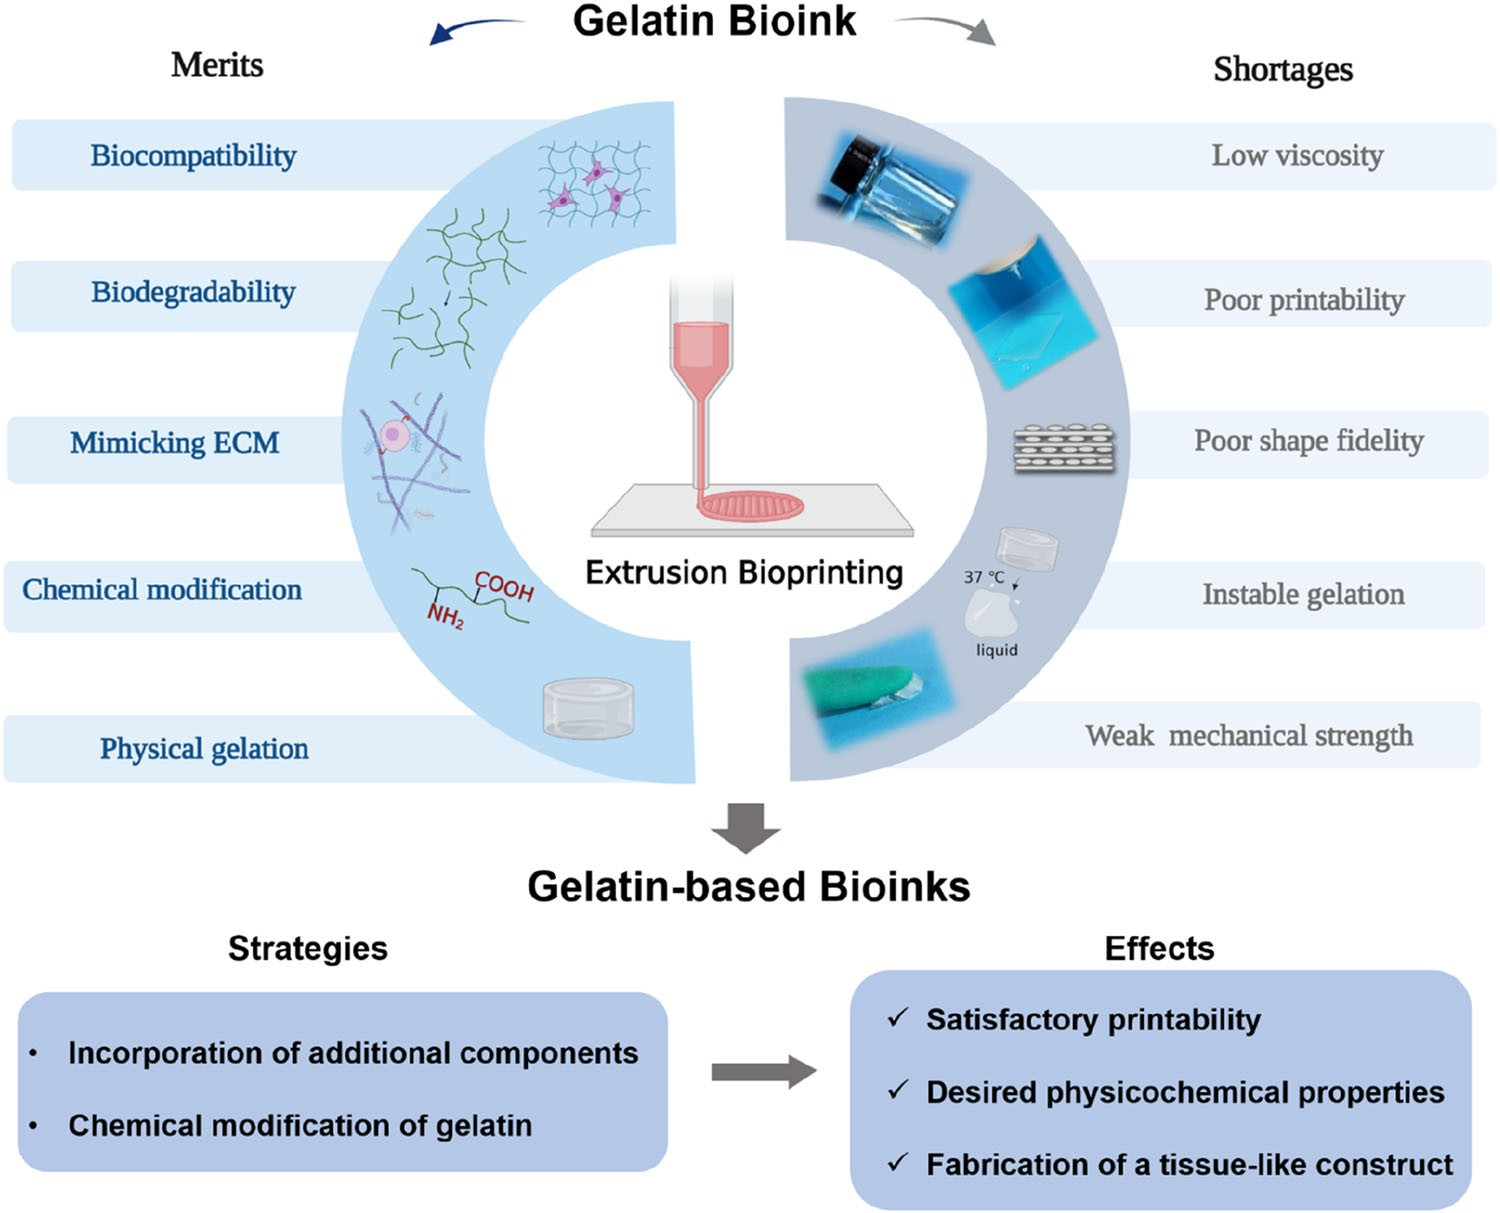 Gelatin Bioink
Merits
Shortages
Biocompatibility
Biodegradability
Mimicking ECM
Chemical modification
Physical gelation
COOH
NH₂
Extrusion Bioprinting
Low viscosity
Poor printability
Poor shape fidelity
Instable gelation
Weak mechanical strength
37 °C
liquid
Gelatin-based Bioinks
Strategies
• Incorporation of additional components
• Chemical modification of gelatin
Effects
✓ Satisfactory printability
✓ Desired physicochemical properties
✓ Fabrication of a tissue-like construct